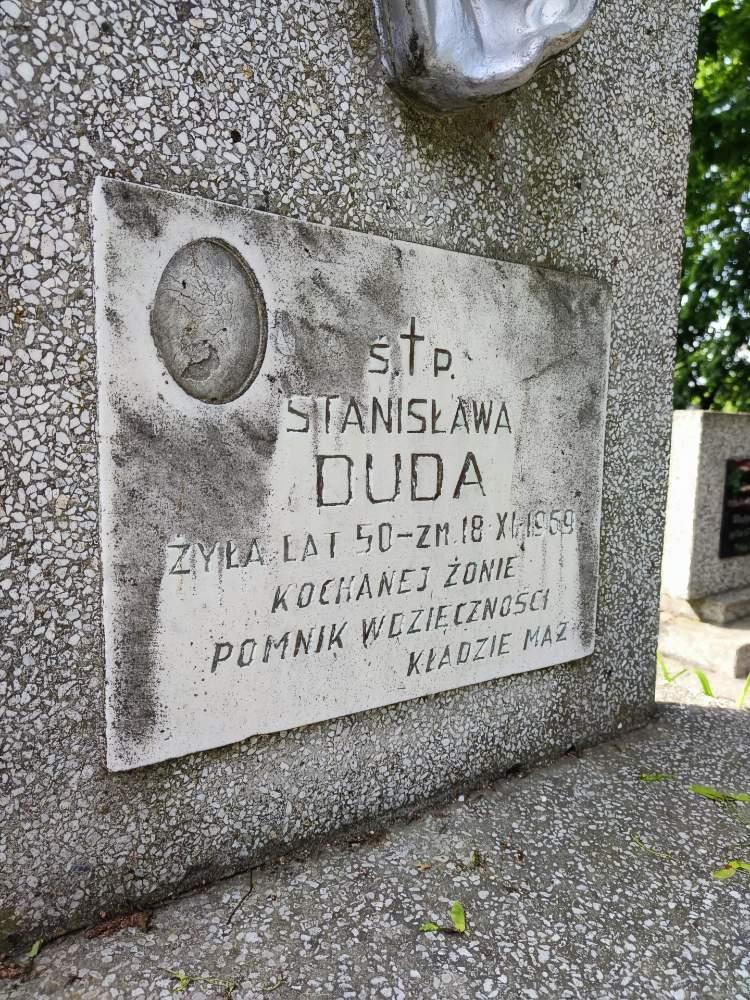 Ś.†P.
STANISŁAWA
DUDA
ŻYŁA LAT 50-ZM. 18 XI.1969
KOCHANEJ ŻONIE
POMNIK WDZIĘCZNOŚCI
KŁADZIE MĄŻ